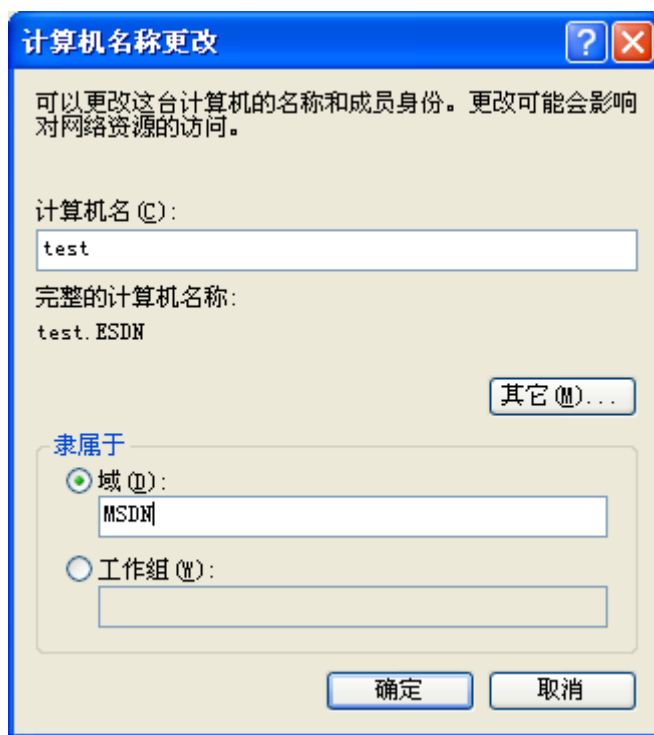 计算机名称更改
可以更改这台计算机的名称和成员身份。更改可能会影响
对网络资源的访问。
计算机名(C):
test
完整的计算机名称:
test.ESDN
其它(M)...
隶属于
域(D):
MSDN
工作组(W):
确定
取消